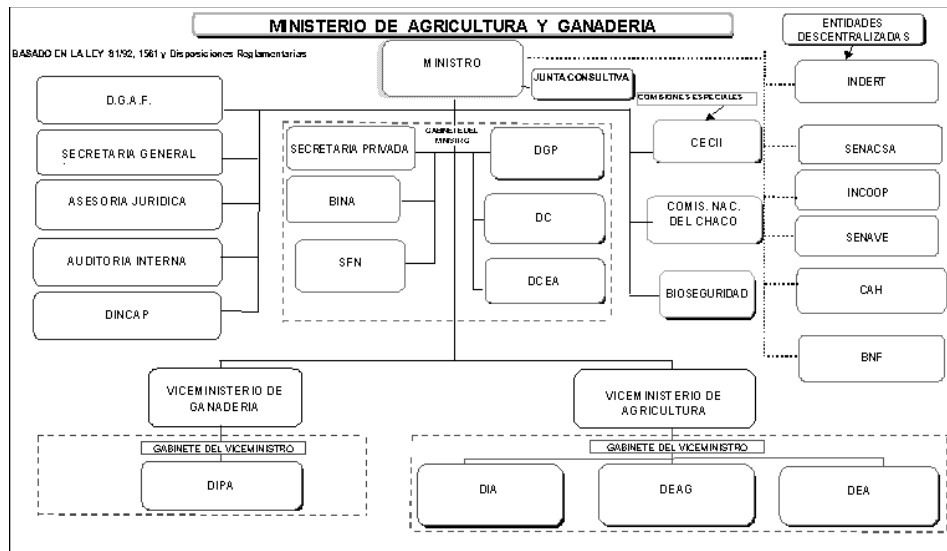 MINISTERIO DE AGRICULTURA Y GANADERIA
BASADO EN LA LEY 81/92, 1561 y Disposiciones Reglamentarias
ENTIDADES
DESCENTRALIZADAS
MINISTRO
JUNTA CONSULTIVA
COMISIONES ESPECIALES
D.G.A.F.
SECRETARIA GENERAL
ASESORIA JURIDICA
AUDITORIA INTERNA
DINCAP
GABINETE DEL
MINISTRO
SECRETARIA PRIVADA
BINA
SFN
DGP
DC
DCEA
CECII
COMIS. NAC.
DEL CHACO
BIOSEGURIDAD
INDERT
SENACSA
INCOOP
SENAVE
CAH
BNF
VICEMINISTERIO DE
GANADERIA
GABINETE DEL VICEMINISTRO
DIPA
VICEMINISTERIO DE
AGRICULTURA
GABINETE DEL VICEMINISTRO
DIA
DEAG
DEA